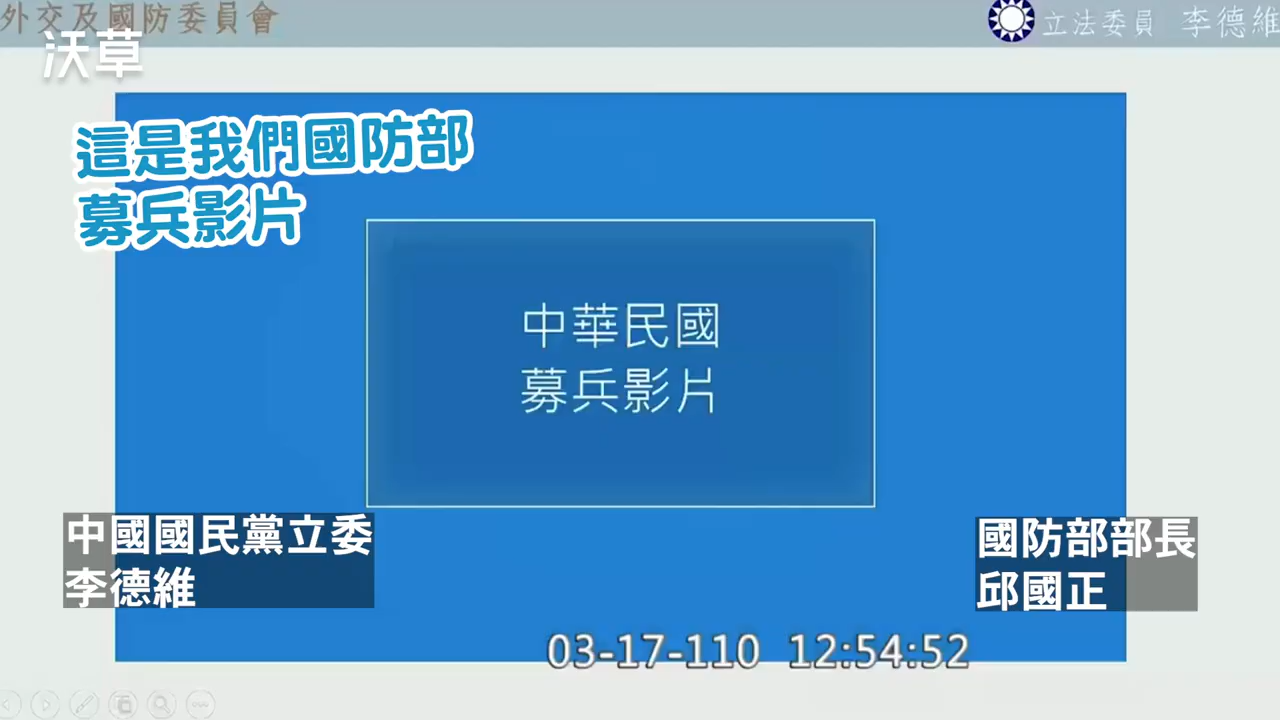 外交及國防委員會
立法委員 李德維
沃草
這是我們國防部
募兵影片
中華民國
募兵影片
中國國民黨立委
李德維
國防部部長
邱國正
03-17-110 12:54:52